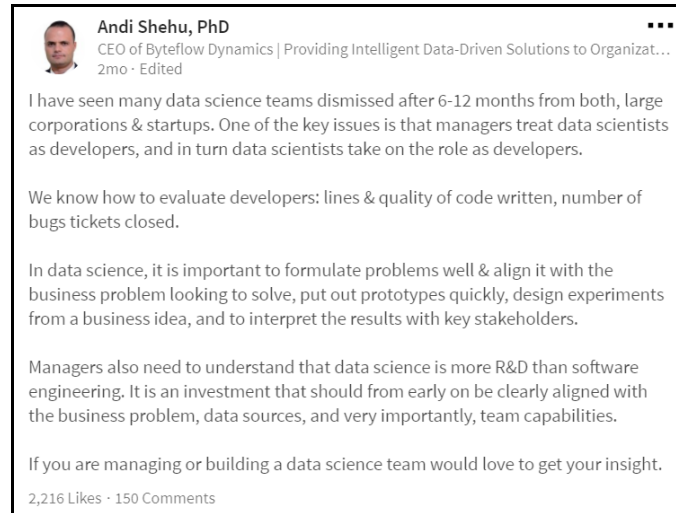 Andi Shehu, PhD
CEO of Byteflow Dynamics | Providing Intelligent Data-Driven Solutions to Organizat...
2mo · Edited
I have seen many data science teams dismissed after 6-12 months from both, large
corporations & startups. One of the key issues is that managers treat data scientists
as developers, and in turn data scientists take on the role as developers.
We know how to evaluate developers: lines & quality of code written, number of
bugs tickets closed.
In data science, it is important to formulate problems well & align it with the
business problem looking to solve, put out prototypes quickly, design experiments
from a business idea, and to interpret the results with key stakeholders.
Managers also need to understand that data science is more R&D than software
engineering. It is an investment that should from early on be clearly aligned with
the business problem, data sources, and very importantly, team capabilities.
If you are managing or building a data science team would love to get your insight.
2,216 Likes · 150 Comments